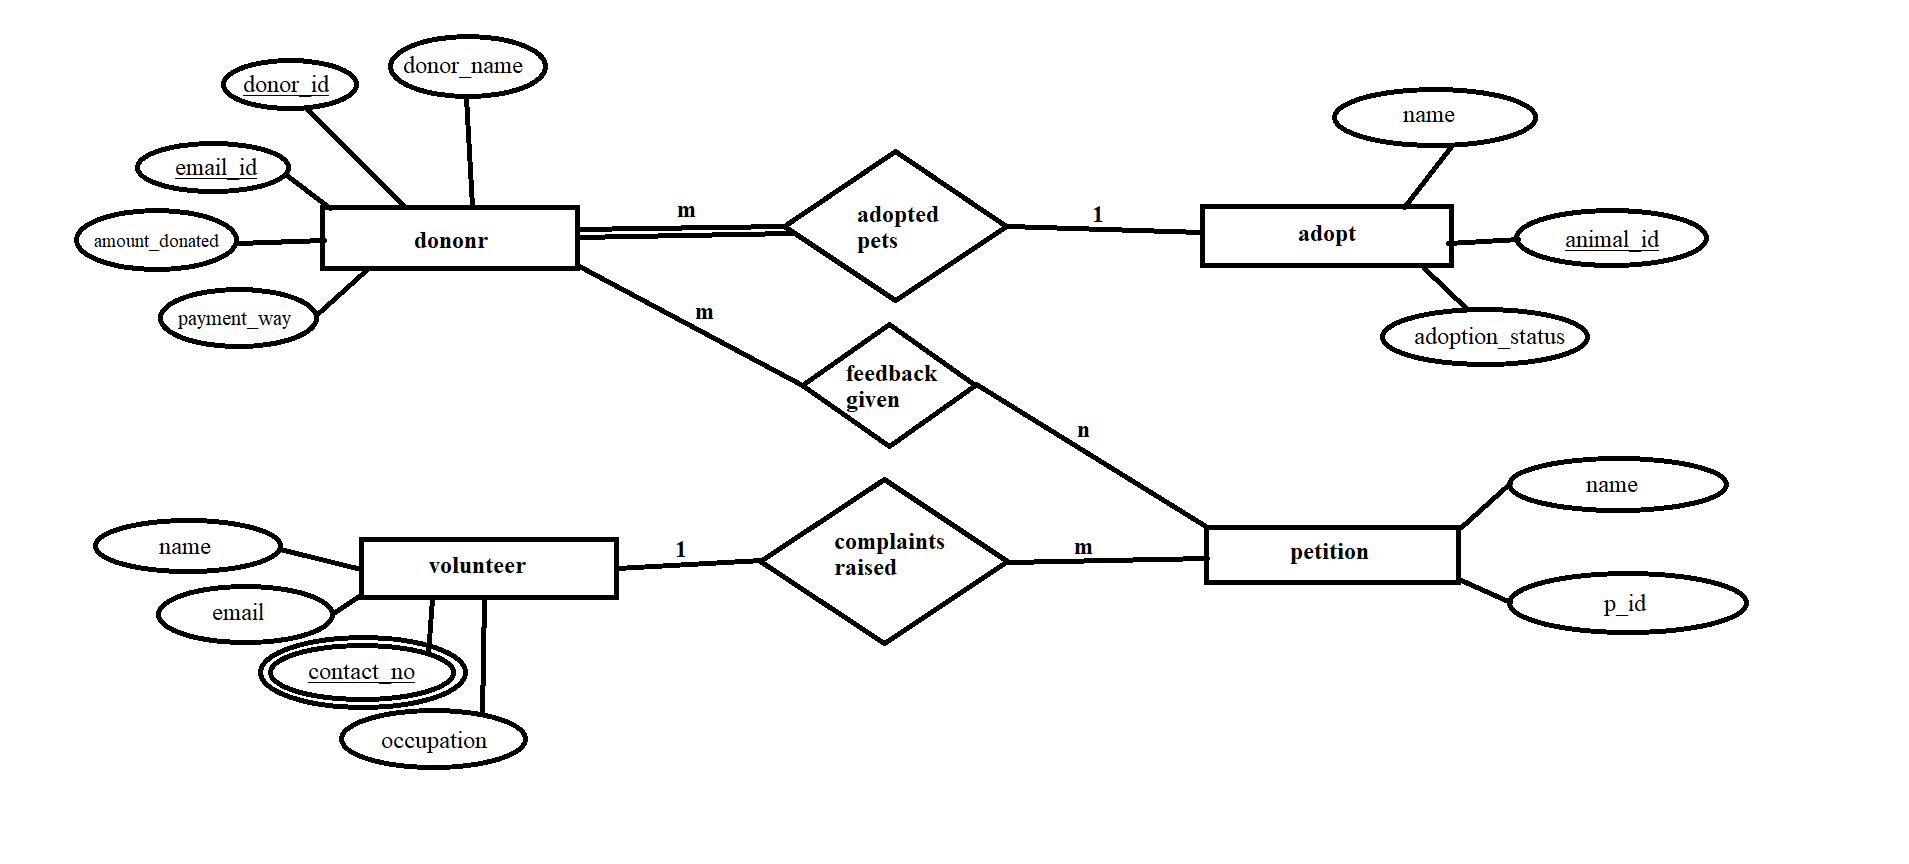 donor_name
donor_id
name
email_id
m
1
adopted
pets
amount_donated
dononr
adopt
animal_id
payment_way
m
adoption_status
feedback
given
n
name
name
volunteer
1
complaints
raised
m
petition
email
p_id
contact_no
occupation